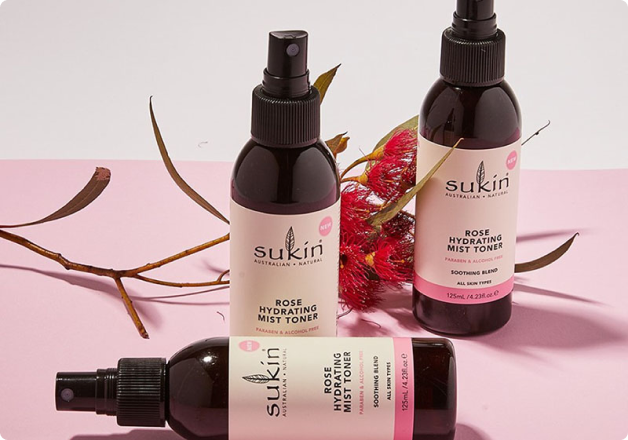 NEW
sukin
AUSTRALIAN • NATURAL
ROSE
HYDRATING
MIST TONER
PARABEN & ALCOHOL FREE
sukin
AUSTRALIAN • NATURAL
ROSE
HYDRATING
MIST TONER
PARABEN & ALCOHOL FREE
SOOTHING BLEND
ALL SKIN TYPES
125mL / 4.23fl.oz. e
sukin
AUSTRALIAN • NATURAL
ROSE
HYDRATING
MIST TONER
PARABEN & ALCOHOL FREE
SOOTHING BLEND
ALL SKIN TYPES
125mL / 4.23fl.oz. e